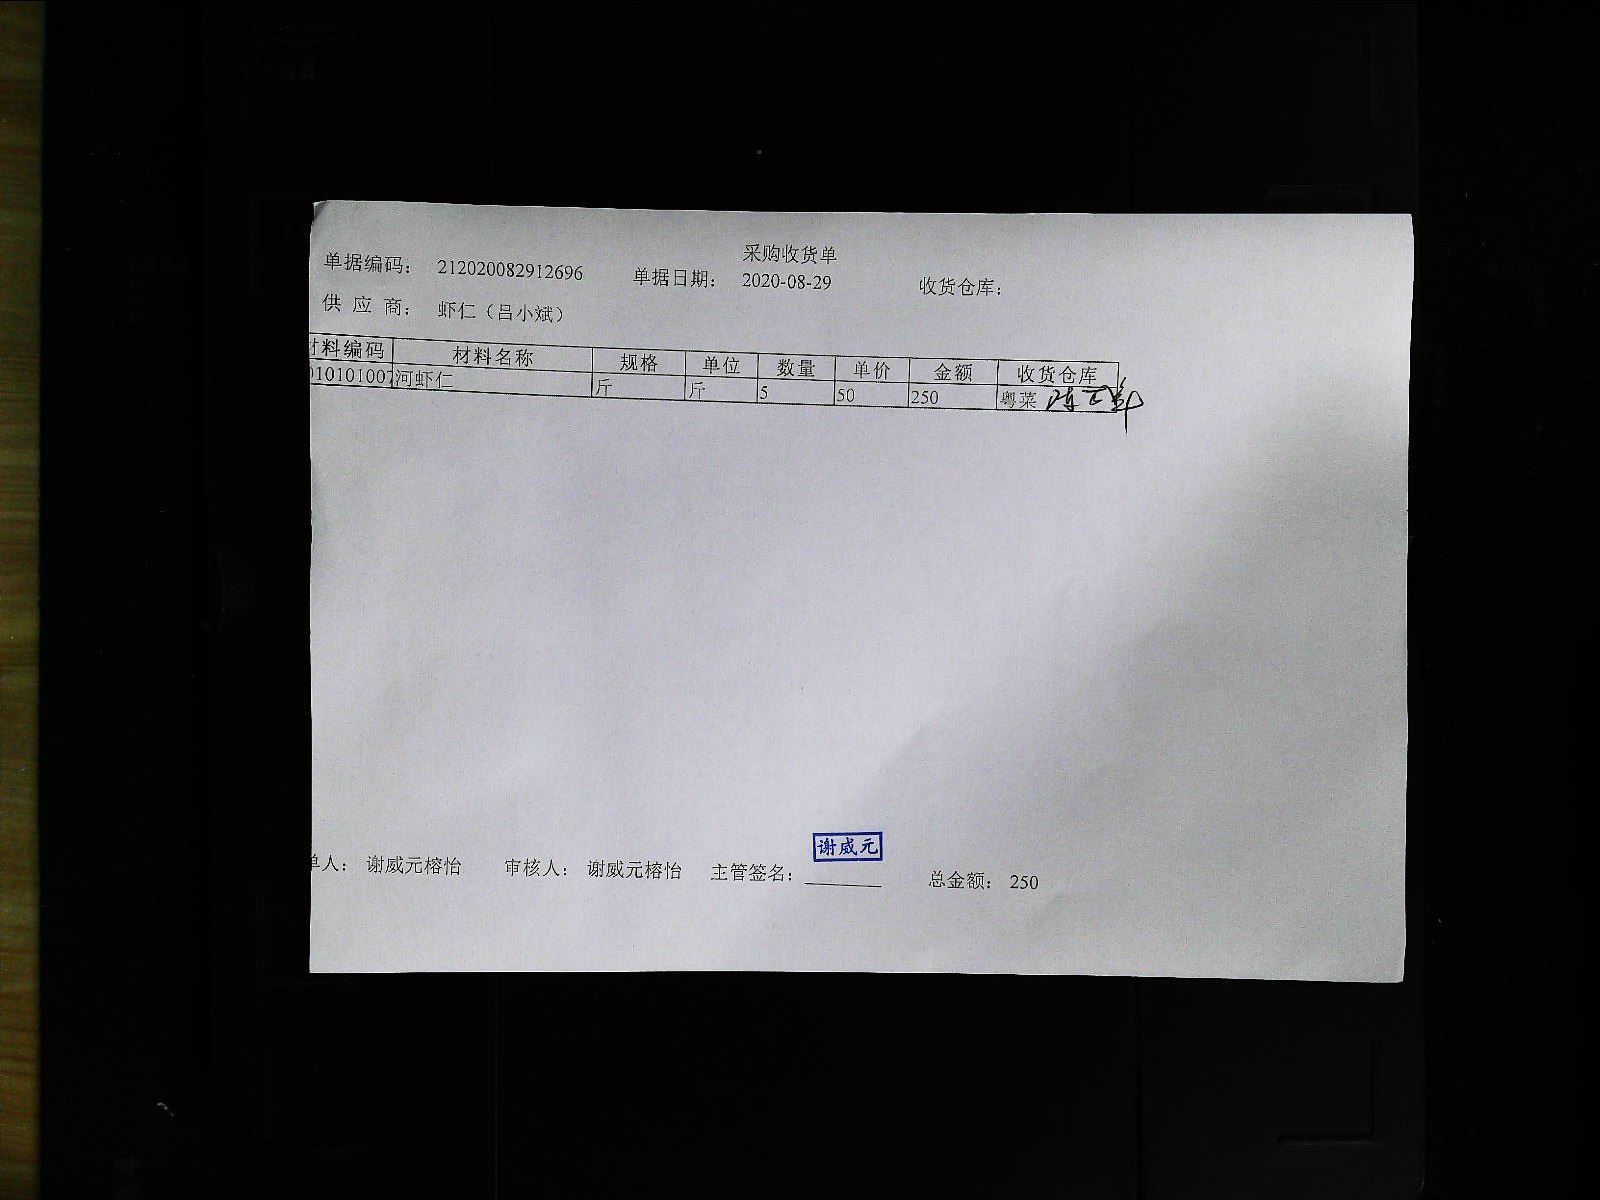 采购收货单
单据编码： 212020082912696 单据日期： 2020-08-29 收货仓库：
供 应 商： 虾仁（吕小斌）
材料编码 材料名称 规格 单位 数量 单价 金额 收货仓库
010101007 河虾仁 斤 斤 5 50 250 粤菜
谢威元
单人： 谢威元榕怡 审核人： 谢威元榕怡 主管签名： 总金额： 250